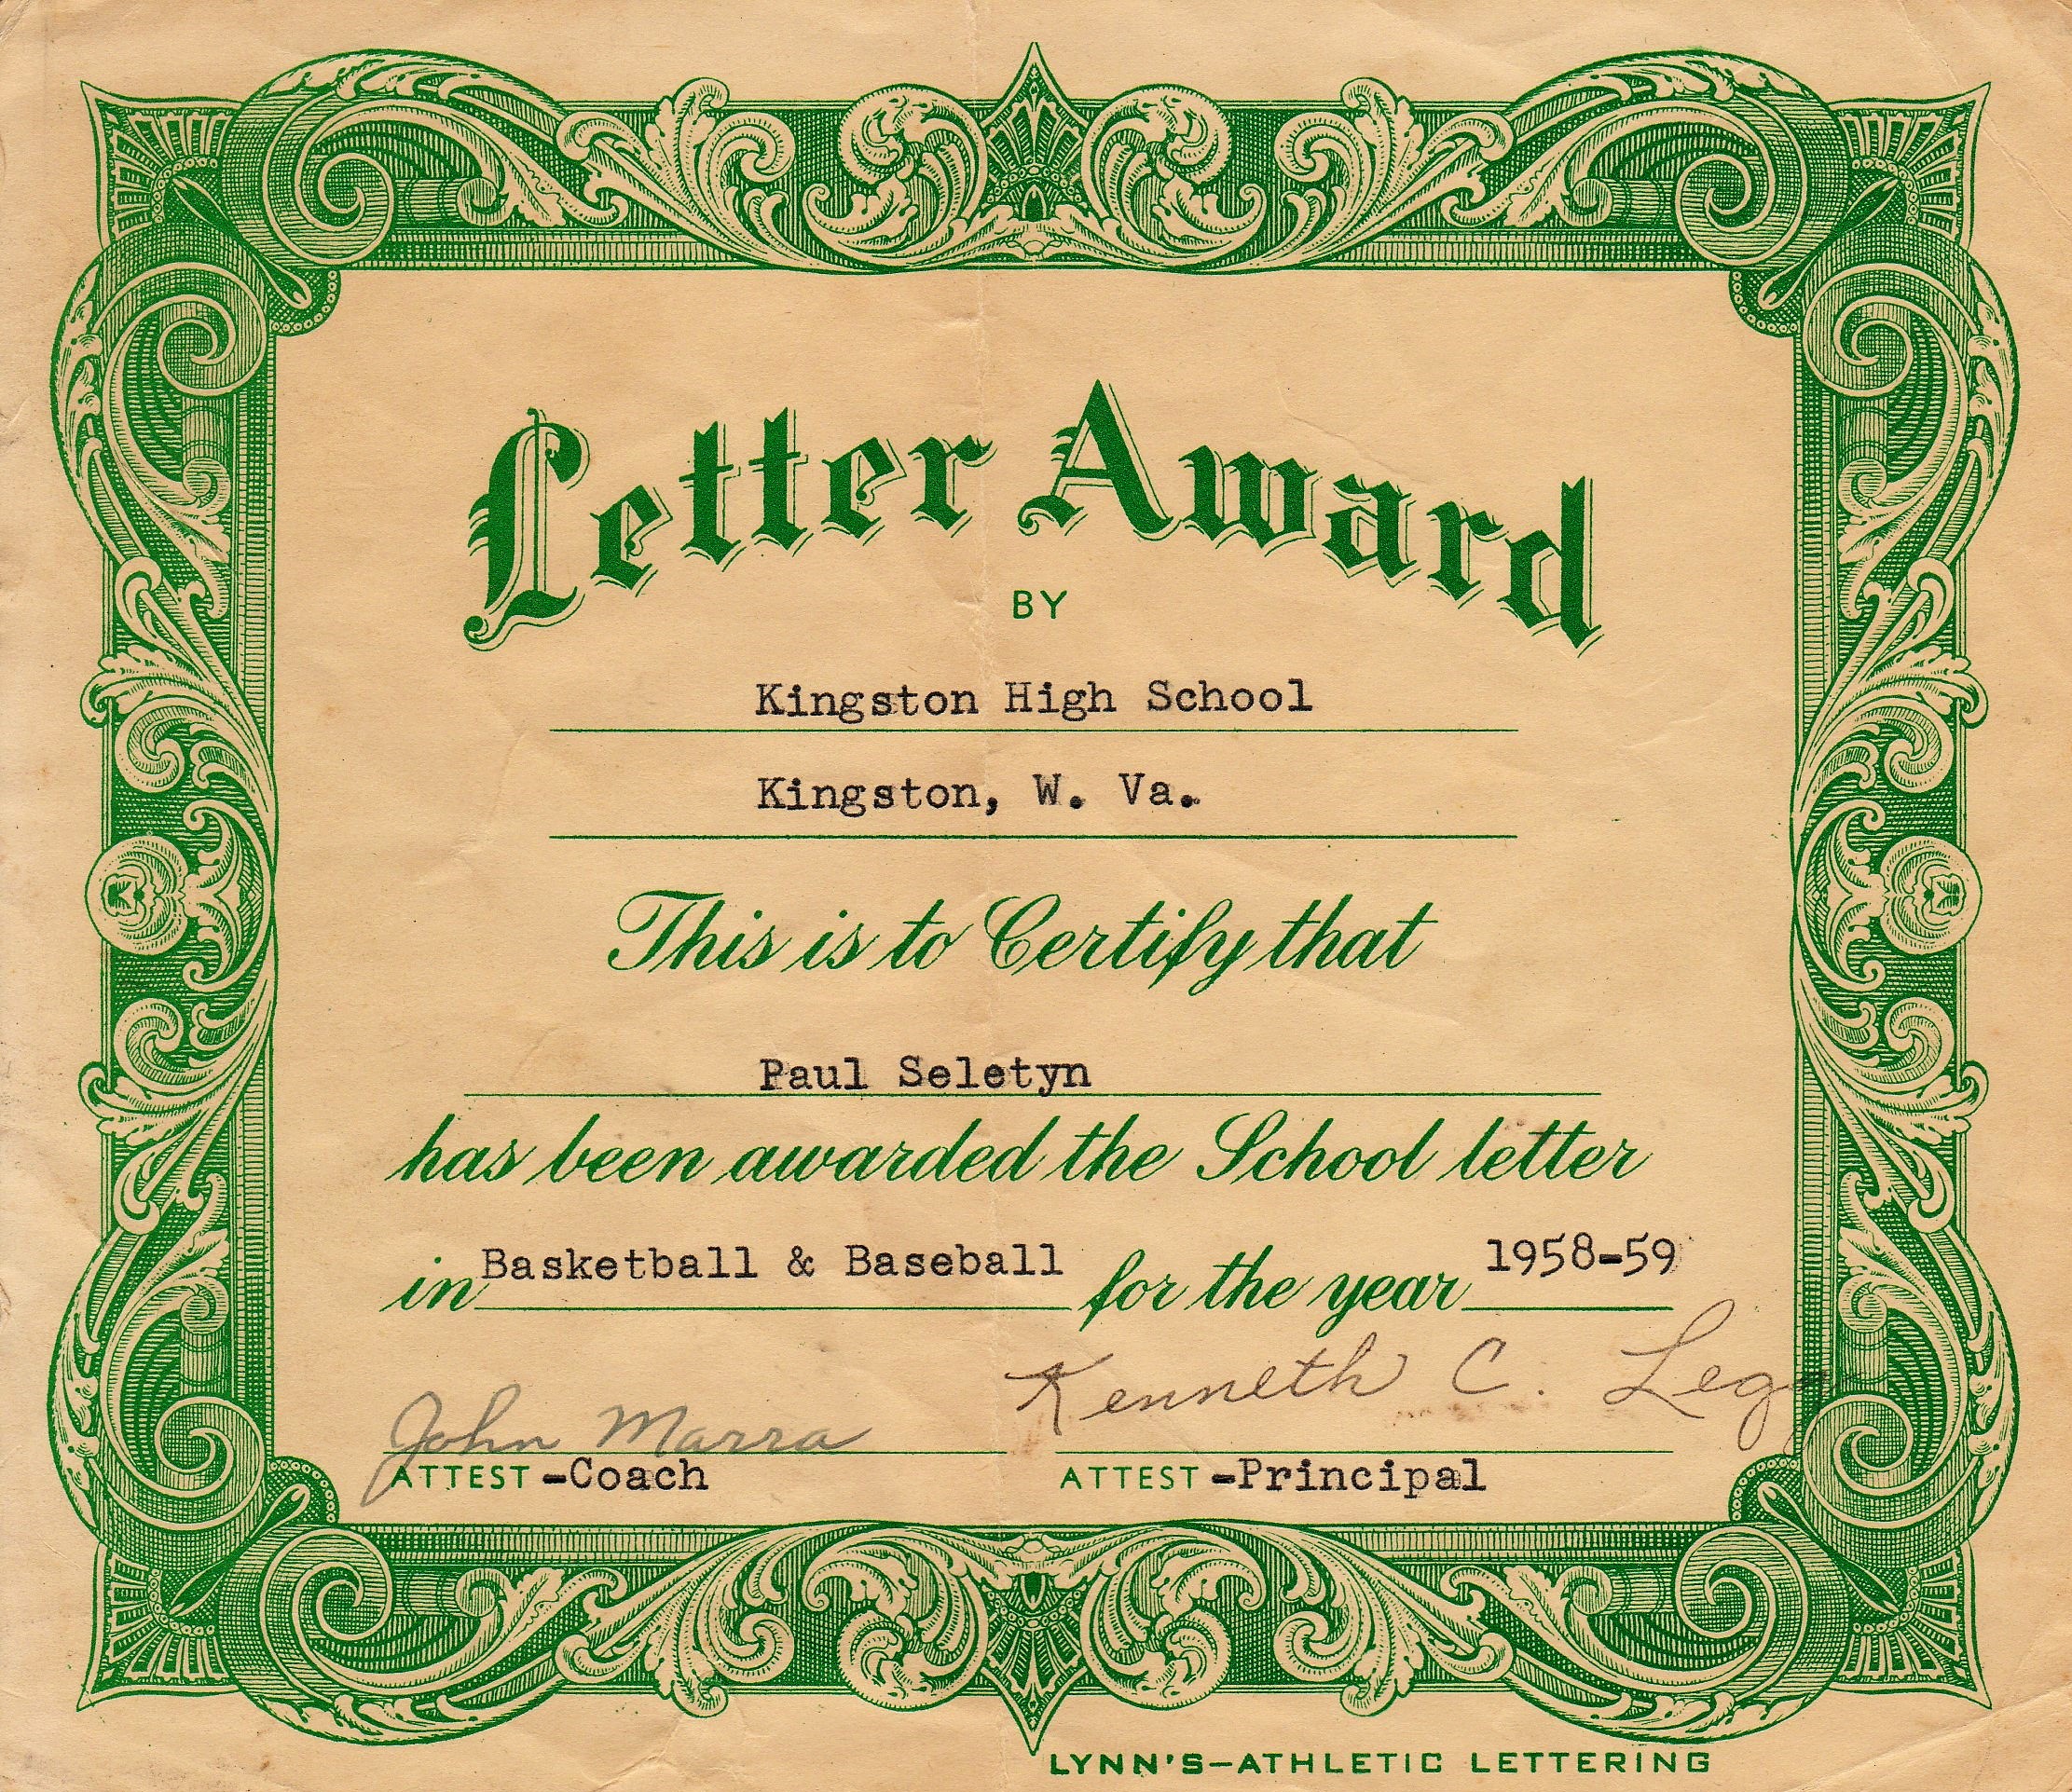 Letter Award
BY
Kingston High School
Kingston, W. Va.
This is to Certify that
Paul Seletyn
has been awarded the School letter
in Basketball & Baseball for the year 1958-59
John Marra Kenneth C.
ATTEST -Coach ATTEST -Principal
LYNN'S-ATHLETIC LETTERING